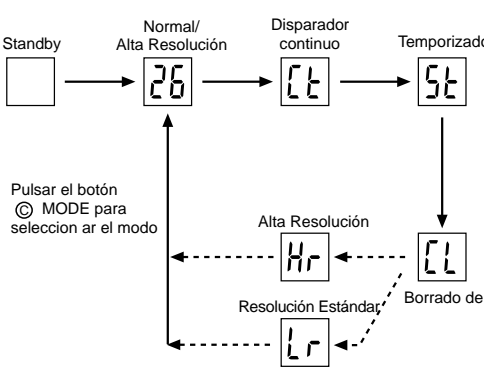 Standby
Normal/
Alta Resolución
Disparador
continuo
Temporizado
26
Ct
St
Pulsar el botón
© MODE para
seleccion ar el modo
Alta Resolución
Hr
CL
Resolución Estándar
Borrado de
Lr